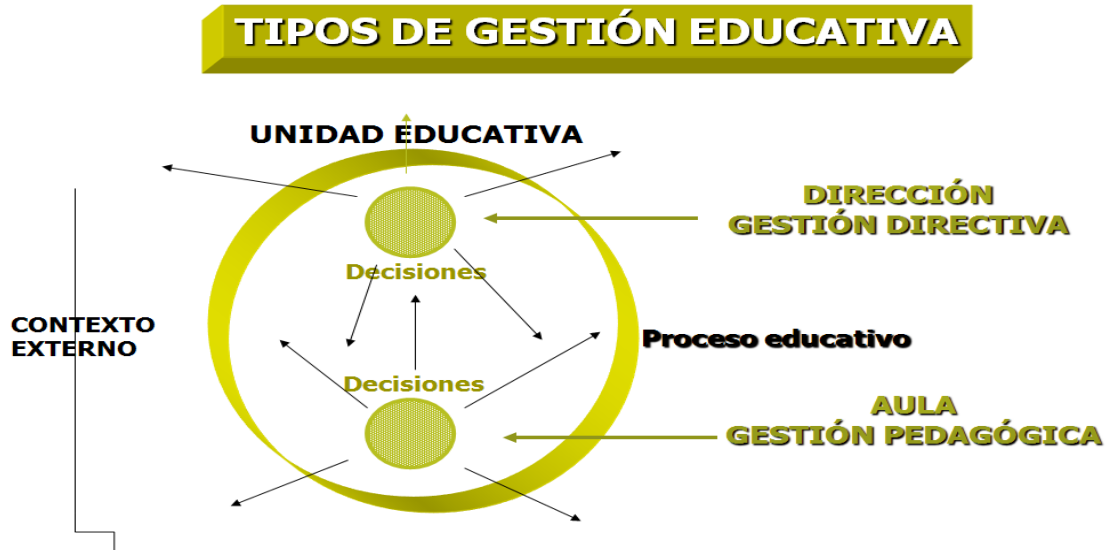 TIPOS DE GESTIÓN EDUCATIVA
UNIDAD EDUCATIVA
DIRECCIÓN
GESTIÓN DIRECTIVA
Decisiones
CONTEXTO
EXTERNO
Proceso educativo
Decisiones
AULA
GESTIÓN PEDAGÓGICA